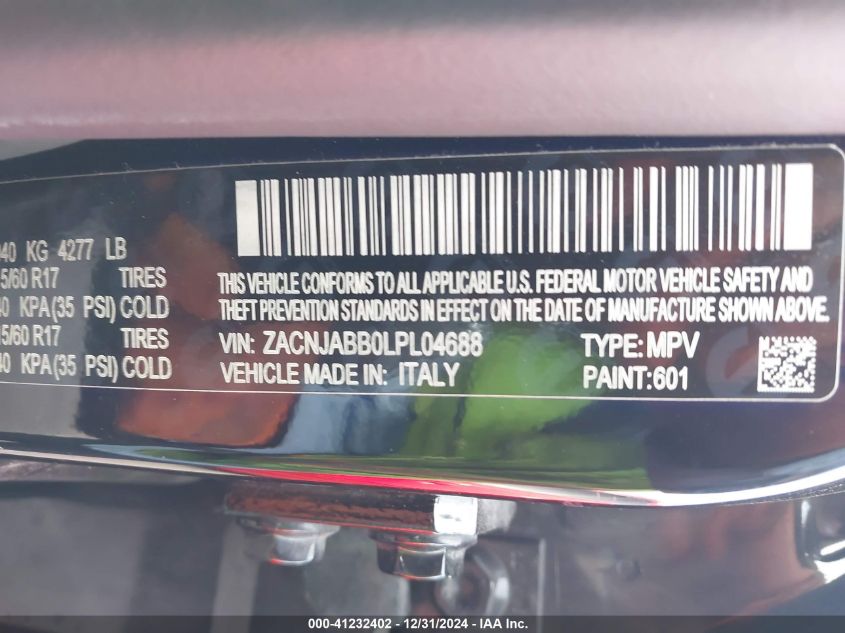 40 KG 4277 LB
5/60 R17 TIRES
0 KPA(35 PSI) COLD
5/60 R17 TIRES
40 KPA(35 PSI) COLD
THIS VEHICLE CONFORMS TO ALL APPLICABLE U.S. FEDERAL MOTOR VEHICLE SAFETY AND
THEFT PREVENTION STANDARDS IN EFFECT ON THE DATE OF MANUFACTURE SHOWN ABOVE.
VIN: ZACNJABB0LPL04688 TYPE: MPV
VEHICLE MADE IN: ITALY PAINT:601
000-41232402 - 12/31/2024 - IAA Inc.